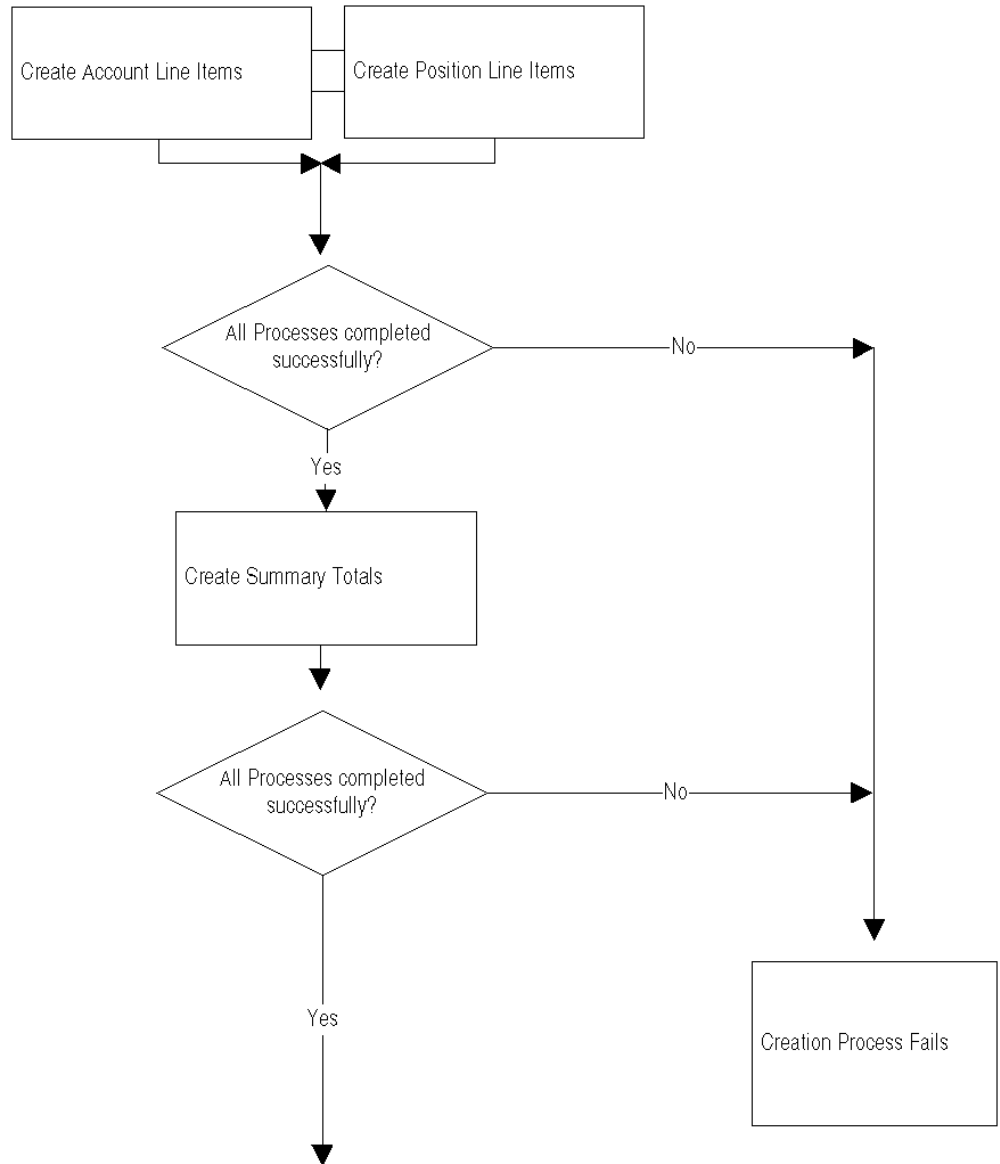 Create Account Line Items
Create Position Line Items
All Processes completed
successfully?
No
Yes
Create Summary Totals
All Processes completed
successfully?
No
Yes
Creation Process Fails